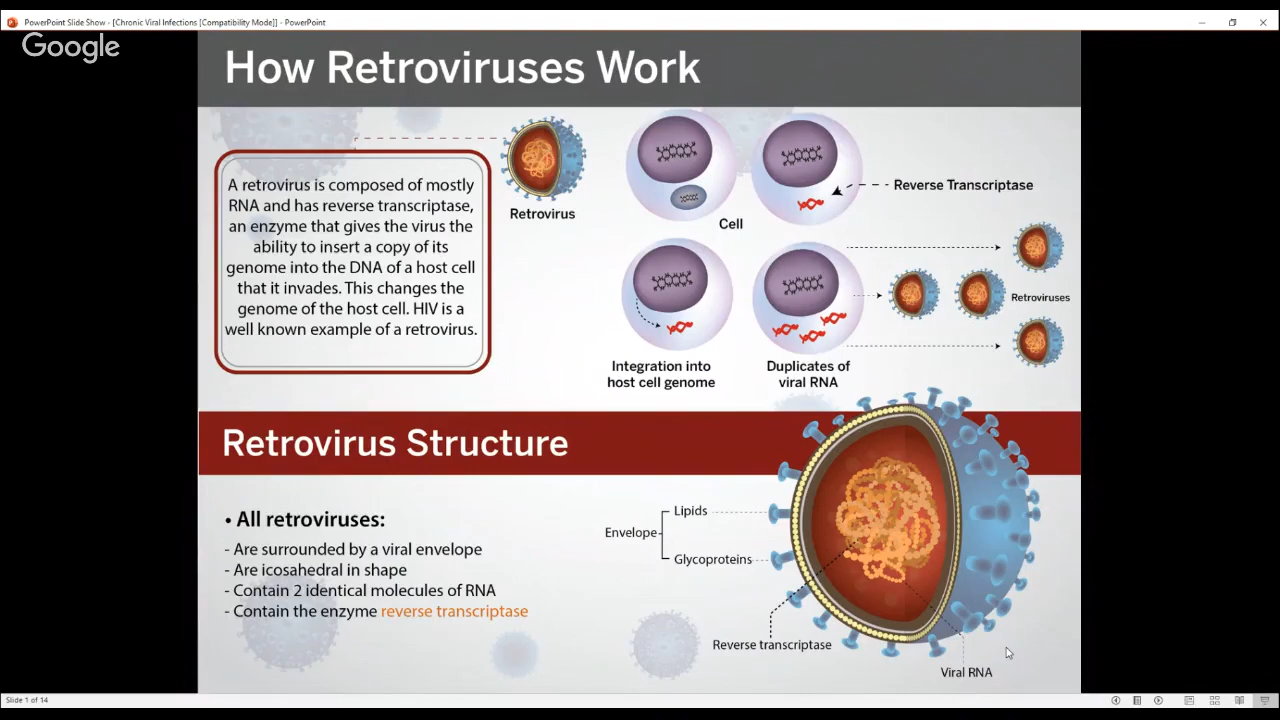 PowerPoint Slide Show - [Chronic Viral Infections [Compatibility Mode]] - PowerPoint
Google
How Retroviruses Work
A retrovirus is composed of mostly
RNA and has reverse transcriptase,
an enzyme that gives the virus the
ability to insert a copy of its
genome into the DNA of a host cell
that it invades. This changes the
genome of the host cell. HIV is a
well known example of a retrovirus.
Retrovirus
Cell
Reverse Transcriptase
Retroviruses
Integration into
host cell genome
Duplicates of
viral RNA
Retrovirus Structure
• All retroviruses:
- Are surrounded by a viral envelope
- Are icosahedral in shape
- Contain 2 identical molecules of RNA
- Contain the enzyme reverse transcriptase
Lipids
Envelope
Glycoproteins
Reverse transcriptase
Viral RNA
Slide 1 of 14